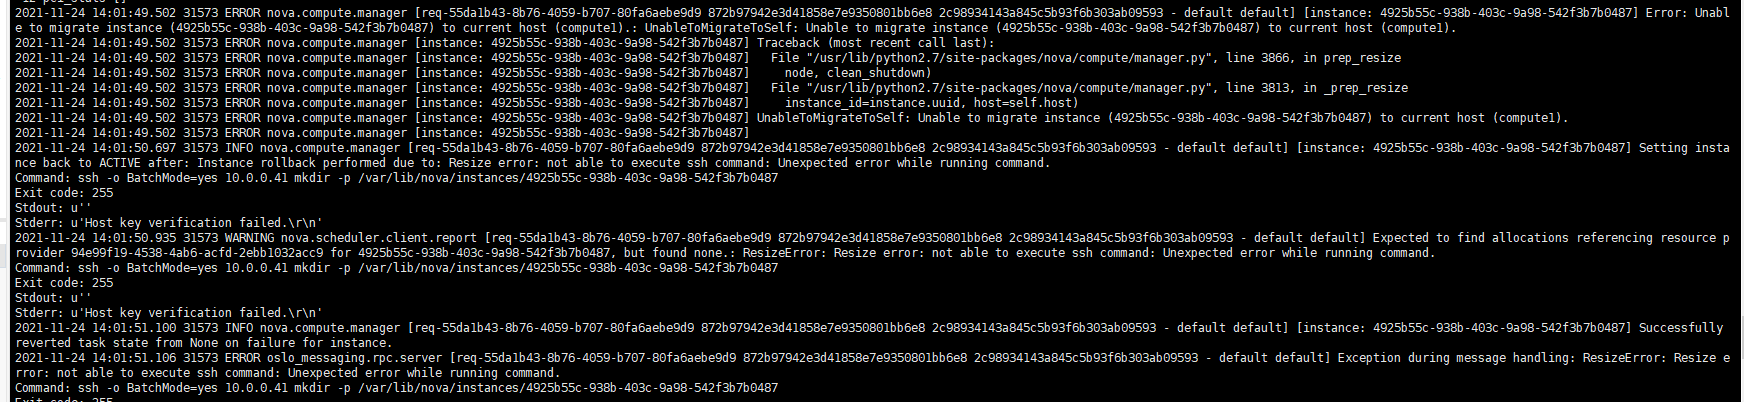 2021-11-24 14:01:49.502 31573 ERROR nova.compute.manager [req-55da1b43-8b76-4059-b707-80fa6aebe9d9 872b97942e3d41858e7e9350801bb6e8 2c98934143a845c5b93f6b303ab09593 - default default] [instance: 4925b55c-938b-403c-9a98-542f3b7b0487] Error: Unabl
e to migrate instance (4925b55c-938b-403c-9a98-542f3b7b0487) to current host (compute1).: UnableToMigrateToSelf: Unable to migrate instance (4925b55c-938b-403c-9a98-542f3b7b0487) to current host (compute1).
2021-11-24 14:01:49.502 31573 ERROR nova.compute.manager [instance: 4925b55c-938b-403c-9a98-542f3b7b0487] Traceback (most recent call last):
2021-11-24 14:01:49.502 31573 ERROR nova.compute.manager [instance: 4925b55c-938b-403c-9a98-542f3b7b0487]   File "/usr/lib/python2.7/site-packages/nova/compute/manager.py", line 3866, in prep_resize
2021-11-24 14:01:49.502 31573 ERROR nova.compute.manager [instance: 4925b55c-938b-403c-9a98-542f3b7b0487]     node, clean_shutdown)
2021-11-24 14:01:49.502 31573 ERROR nova.compute.manager [instance: 4925b55c-938b-403c-9a98-542f3b7b0487]   File "/usr/lib/python2.7/site-packages/nova/compute/manager.py", line 3813, in _prep_resize
2021-11-24 14:01:49.502 31573 ERROR nova.compute.manager [instance: 4925b55c-938b-403c-9a98-542f3b7b0487]     instance_id=instance.uuid, host=self.host)
2021-11-24 14:01:49.502 31573 ERROR nova.compute.manager [instance: 4925b55c-938b-403c-9a98-542f3b7b0487] UnableToMigrateToSelf: Unable to migrate instance (4925b55c-938b-403c-9a98-542f3b7b0487) to current host (compute1).
2021-11-24 14:01:49.502 31573 ERROR nova.compute.manager [instance: 4925b55c-938b-403c-9a98-542f3b7b0487]
2021-11-24 14:01:50.697 31573 INFO nova.compute.manager [req-55da1b43-8b76-4059-b707-80fa6aebe9d9 872b97942e3d41858e7e9350801bb6e8 2c98934143a845c5b93f6b303ab09593 - default default] [instance: 4925b55c-938b-403c-9a98-542f3b7b0487] Setting insta
nce back to ACTIVE after: Instance rollback performed due to: Resize error: not able to execute ssh command: Unexpected error while running command.
Command: ssh -o BatchMode=yes 10.0.0.41 mkdir -p /var/lib/nova/instances/4925b55c-938b-403c-9a98-542f3b7b0487
Exit code: 255
Stdout: u''
Stderr: u'Host key verification failed.\r\n'
2021-11-24 14:01:50.935 31573 WARNING nova.scheduler.client.report [req-55da1b43-8b76-4059-b707-80fa6aebe9d9 872b97942e3d41858e7e9350801bb6e8 2c98934143a845c5b93f6b303ab09593 - default default] Expected to find allocations referencing resource p
rovider 94e99f19-4538-4ab6-acfd-2ebb1032acc9 for 4925b55c-938b-403c-9a98-542f3b7b0487, but found none.: ResizeError: Resize error: not able to execute ssh command: Unexpected error while running command.
Command: ssh -o BatchMode=yes 10.0.0.41 mkdir -p /var/lib/nova/instances/4925b55c-938b-403c-9a98-542f3b7b0487
Exit code: 255
Stdout: u''
Stderr: u'Host key verification failed.\r\n'
2021-11-24 14:01:51.100 31573 INFO nova.compute.manager [req-55da1b43-8b76-4059-b707-80fa6aebe9d9 872b97942e3d41858e7e9350801bb6e8 2c98934143a845c5b93f6b303ab09593 - default default] [instance: 4925b55c-938b-403c-9a98-542f3b7b0487] Successfully
reverted task state from None on failure for instance.
2021-11-24 14:01:51.106 31573 ERROR oslo_messaging.rpc.server [req-55da1b43-8b76-4059-b707-80fa6aebe9d9 872b97942e3d41858e7e9350801bb6e8 2c98934143a845c5b93f6b303ab09593 - default default] Exception during message handling: ResizeError: Resize e
rror: not able to execute ssh command: Unexpected error while running command.
Command: ssh -o BatchMode=yes 10.0.0.41 mkdir -p /var/lib/nova/instances/4925b55c-938b-403c-9a98-542f3b7b0487
Exit code: 255